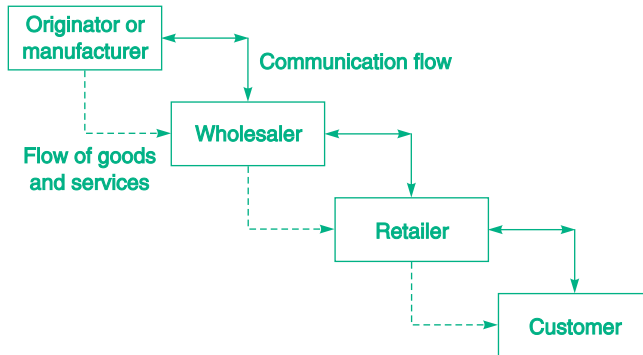 Originator or
manufacturer
Communication flow
Wholesaler
Flow of goods
and services
Retailer
Customer